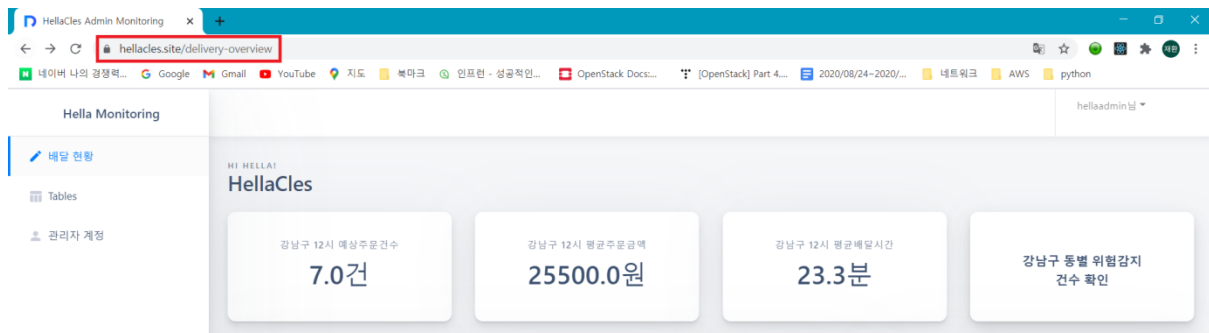 HellaCles Admin Monitoring
hellacles.site/delivery-overview
재환
네이버 나의 경쟁력... Google Gmail YouTube 지도 북마크 인프런 - 성공적인... OpenStack Docs:... [OpenStack] Part 4.... 2020/08/24~2020/... 네트워크 AWS python
Hella Monitoring
hellaadmin님
배달 현황
Tables
관리자 계정
HI HELLA!
HellaCles
강남구 12시 예상주문건수
7.0건
강남구 12시 평균주문금액
25500.0원
강남구 12시 평균배달시간
23.3분
강남구 동별 위험감지
건수 확인